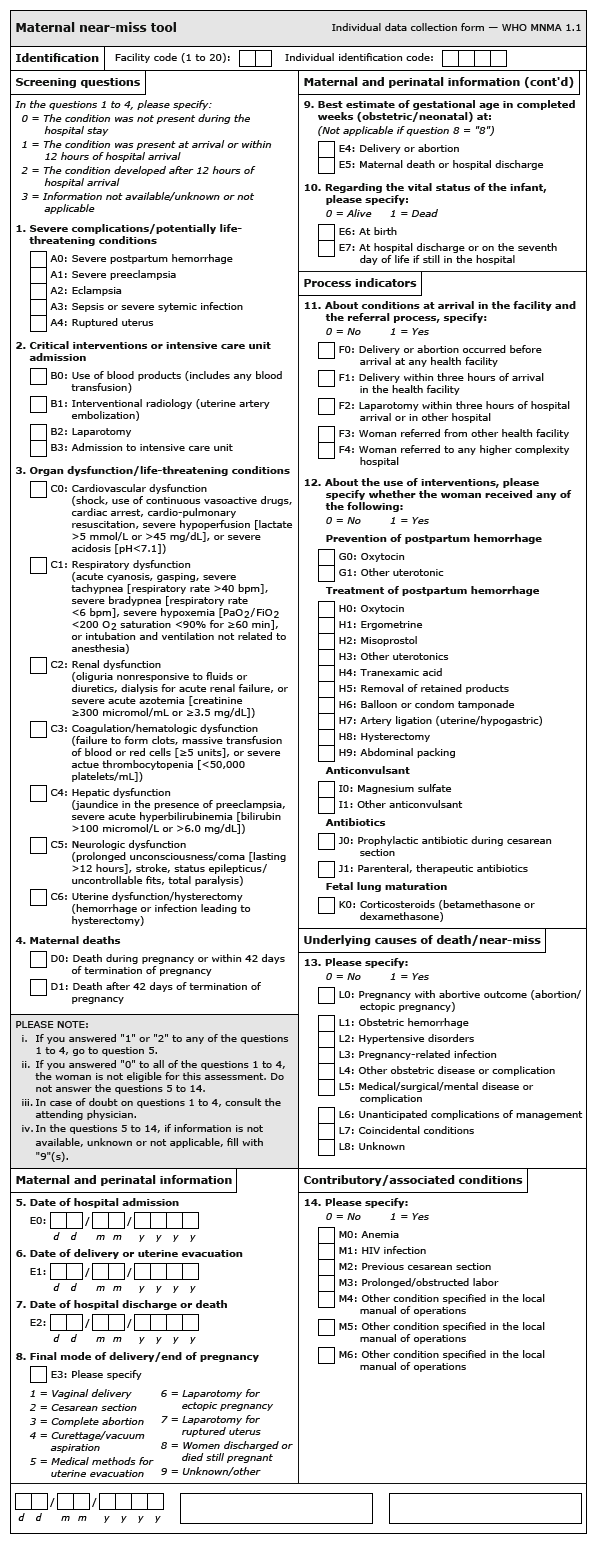 Maternal near-miss tool
Individual data collection form — WHO MNMA 1.1
Identification
Facility code (1 to 20):
Individual identification code:
Screening questions
In the questions 1 to 4, please specify:
0 = The condition was not present during the
hospital stay
1 = The condition was present at arrival or within
12 hours of hospital arrival
2 = The condition developed after 12 hours of
hospital arrival
3 = Information not available/unknown or not
applicable
1. Severe complications/potentially life-
threatening conditions
A0: Severe postpartum hemorrhage
A1: Severe preeclampsia
A2: Eclampsia
A3: Sepsis or severe sytemic infection
A4: Ruptured uterus
2. Critical interventions or intensive care unit
admission
B0: Use of blood products (includes any blood
transfusion)
B1: Interventional radiology (uterine artery
embolization)
B2: Laparotomy
B3: Admission to intensive care unit
3. Organ dysfunction/life-threatening conditions
C0: Cardiovascular dysfunction
(shock, use of continuous vasoactive drugs,
cardiac arrest, cardio-pulmonary
resuscitation, severe hypoperfusion [lactate
>5 mmol/L or >45 mg/dL], or severe
acidosis [pH<7.1])
C1: Respiratory dysfunction
(acute cyanosis, gasping, severe
tachypnea [respiratory rate >40 bpm],
severe bradypnea [respiratory rate
<6 bpm], severe hypoxemia [PaO2/FiO2
<200 O2 saturation <90% for ≥60 min],
or intubation and ventilation not related to
anesthesia)
C2: Renal dysfunction
(oliguria nonresponsive to fluids or
diuretics, dialysis for acute renal failure, or
severe acute azotemia [creatinine
≥300 micromol/mL or ≥3.5 mg/dL])
C3: Coagulation/hematologic dysfunction
(failure to form clots, massive transfusion
of blood or red cells [≥5 units], or severe
actue thrombocytopenia [<50,000
platelets/mL])
C4: Hepatic dysfunction
(jaundice in the presence of preeclampsia,
severe acute hyperbilirubinemia [bilirubin
>100 micromol/L or >6.0 mg/dL])
C5: Neurologic dysfunction
(prolonged unconsciousness/coma [lasting
>12 hours], stroke, status epilepticus/
uncontrollable fits, total paralysis)
C6: Uterine dysfunction/hysterectomy
(hemorrhage or infection leading to
hysterectomy)
4. Maternal deaths
D0: Death during pregnancy or within 42 days
of termination of pregnancy
D1: Death after 42 days of termination of
pregnancy
PLEASE NOTE:
i. If you answered "1" or "2" to any of the questions
1 to 4, go to question 5.
ii. If you answered "0" to all of the questions 1 to 4,
the woman is not eligible for this assessment. Do
not answer the questions 5 to 14.
iii. In case of doubt on questions 1 to 4, consult the
attending physician.
iv. In the questions 5 to 14, if information is not
available, unknown or not applicable, fill with
"9"(s).
Maternal and perinatal information
5. Date of hospital admission
E0: / /
d d m m y y y y
6. Date of delivery or uterine evacuation
E1: / /
d d m m y y y y
7. Date of hospital discharge or death
E2: / /
d d m m y y y y
8. Final mode of delivery/end of pregnancy
E3: Please specify
1 = Vaginal delivery
2 = Cesarean section
3 = Complete abortion
4 = Curettage/vacuum
aspiration
5 = Medical methods for
uterine evacuation
6 = Laparotomy for
ectopic pregnancy
7 = Laparotomy for
ruptured uterus
8 = Women discharged or
died still pregnant
9 = Unknown/other
Maternal and perinatal information (cont'd)
9. Best estimate of gestational age in completed
weeks (obstetric/neonatal) at:
(Not applicable if question 8 = "8")
E4: Delivery or abortion
E5: Maternal death or hospital discharge
10. Regarding the vital status of the infant,
please specify:
0 = Alive 1 = Dead
E6: At birth
E7: At hospital discharge or on the seventh
day of life if still in the hospital
Process indicators
11. About conditions at arrival in the facility and
the referral process, specify:
0 = No 1 = Yes
F0: Delivery or abortion occurred before
arrival at any health facility
F1: Delivery within three hours of arrival
in the health facility
F2: Laparotomy within three hours of hospital
arrival or in other hospital
F3: Woman referred from other health facility
F4: Woman referred to any higher complexity
hospital
12. About the use of interventions, please
specify whether the woman received any of
the following:
0 = No 1 = Yes
Prevention of postpartum hemorrhage
G0: Oxytocin
G1: Other uterotonic
Treatment of postpartum hemorrhage
H0: Oxytocin
H1: Ergometrine
H2: Misoprostol
H3: Other uterotonics
H4: Tranexamic acid
H5: Removal of retained products
H6: Balloon or condom tamponade
H7: Artery ligation (uterine/hypogastric)
H8: Hysterectomy
H9: Abdominal packing
Anticonvulsant
I0: Magnesium sulfate
I1: Other anticonvulsant
Antibiotics
J0: Prophylactic antibiotic during cesarean
section
J1: Parenteral, therapeutic antibiotics
Fetal lung maturation
K0: Corticosteroids (betamethasone or
dexamethasone)
Underlying causes of death/near-miss
13. Please specify:
0 = No 1 = Yes
L0: Pregnancy with abortive outcome (abortion/
ectopic pregnancy)
L1: Obstetric hemorrhage
L2: Hypertensive disorders
L3: Pregnancy-related infection
L4: Other obstetric disease or complication
L5: Medical/surgical/mental disease or
complication
L6: Unanticipated complications of management
L7: Coincidental conditions
L8: Unknown
Contributory/associated conditions
14. Please specify:
0 = No 1 = Yes
M0: Anemia
M1: HIV infection
M2: Previous cesarean section
M3: Prolonged/obstructed labor
M4: Other condition specified in the local
manual of operations
M5: Other condition specified in the local
manual of operations
M6: Other condition specified in the local
manual of operations
/ /
d d m m y y y y